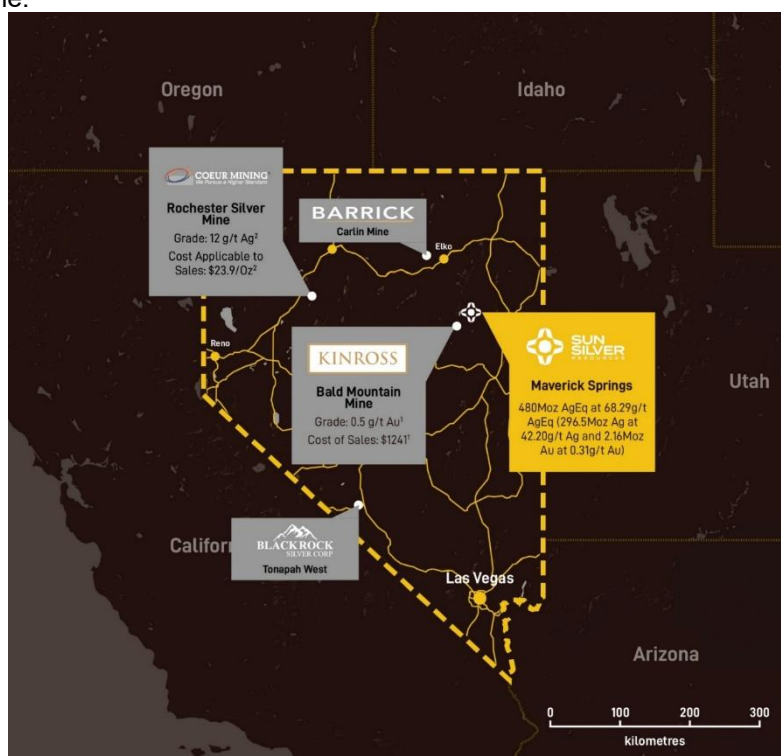 ne.
Oregon
Idaho
COEUR MINING
We Pursue a Higher Standard
Rochester Silver
Mine
Grade: 12 g/t Ag²
Cost Applicable to
Sales: $23.9/Oz²
BARRICK
Carlin Mine
Elko
Reno
KINROSS
Bald Mountain
Mine
Grade: 0.5 g/t Au¹
Cost of Sales: $1241¹
SUN
SILVER
RESOURCES
Maverick Springs
480Moz AgEq at 68.29g/t
AgEq (296.5Moz Ag at
42.20g/t Ag and 2.16Moz
Au at 0.31g/t Au)
Utah
Califor
BLACKROCK
SILVER CORP
Tonapah West
Las Vegas
Arizona
0 100 200 300
kilometres